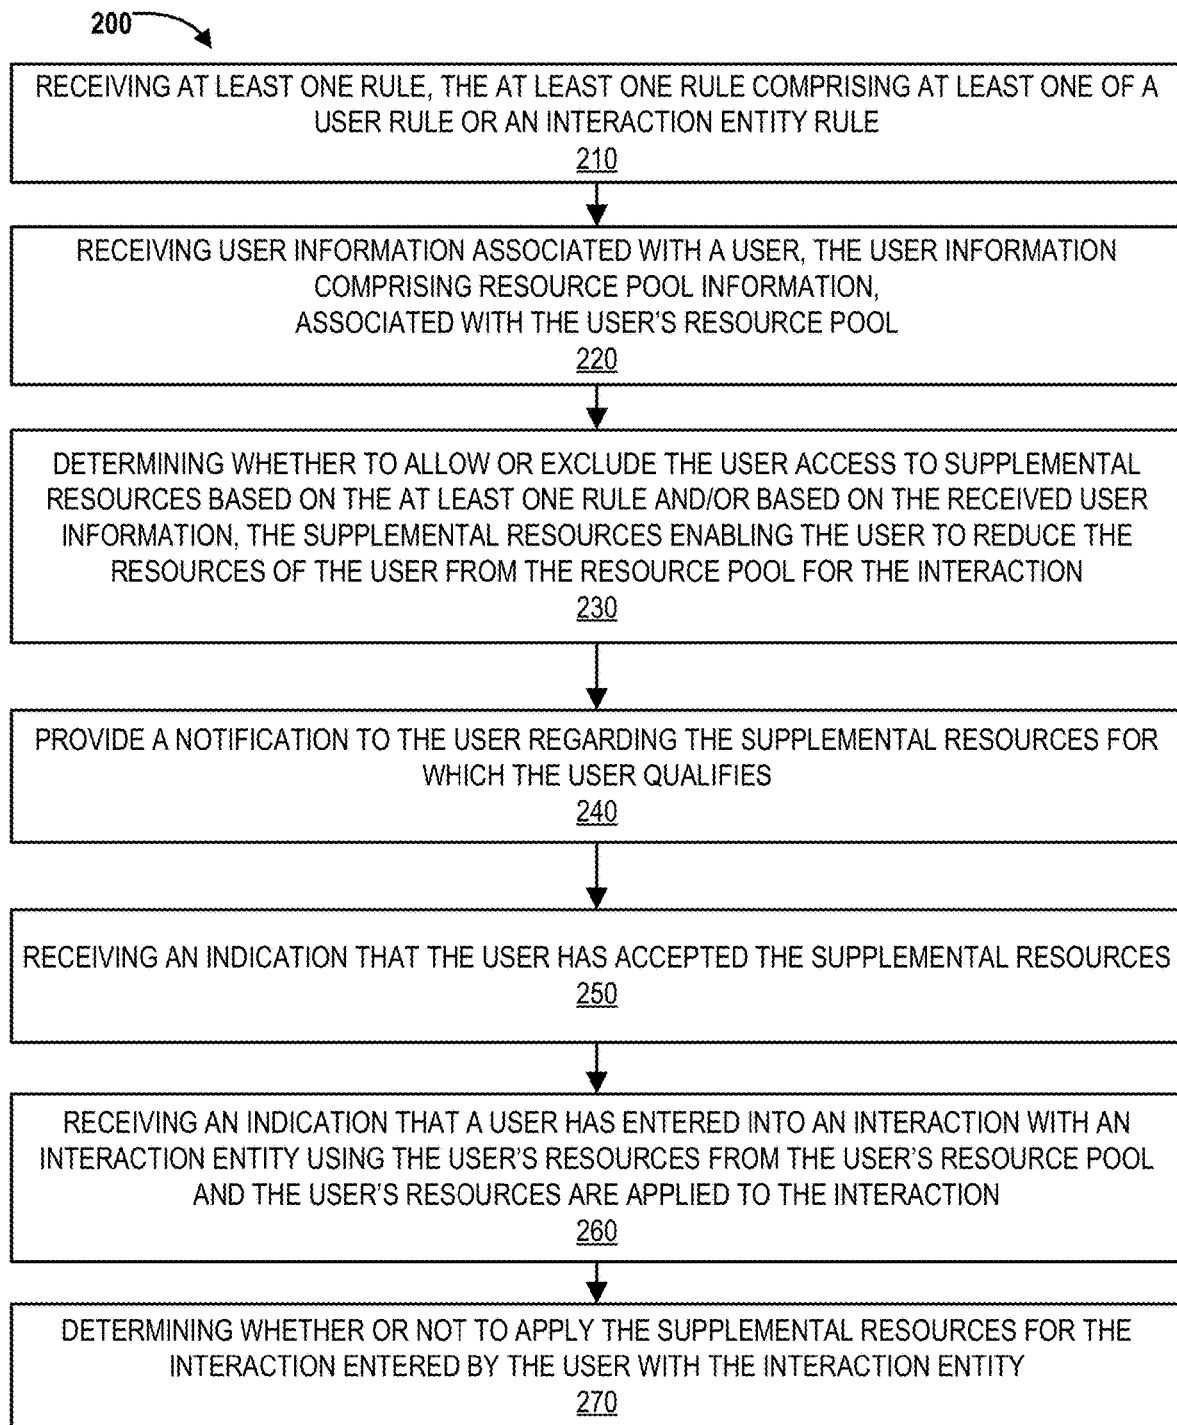 200
RECEIVING AT LEAST ONE RULE, THE AT LEAST ONE RULE COMPRISING AT LEAST ONE OF A
USER RULE OR AN INTERACTION ENTITY RULE
210
RECEIVING USER INFORMATION ASSOCIATED WITH A USER, THE USER INFORMATION
COMPRISING RESOURCE POOL INFORMATION,
ASSOCIATED WITH THE USER'S RESOURCE POOL
220
DETERMINING WHETHER TO ALLOW OR EXCLUDE THE USER ACCESS TO SUPPLEMENTAL
RESOURCES BASED ON THE AT LEAST ONE RULE AND/OR BASED ON THE RECEIVED USER
INFORMATION, THE SUPPLEMENTAL RESOURCES ENABLING THE USER TO REDUCE THE
RESOURCES OF THE USER FROM THE RESOURCE POOL FOR THE INTERACTION
230
PROVIDE A NOTIFICATION TO THE USER REGARDING THE SUPPLEMENTAL RESOURCES FOR
WHICH THE USER QUALIFIES
240
RECEIVING AN INDICATION THAT THE USER HAS ACCEPTED THE SUPPLEMENTAL RESOURCES
250
RECEIVING AN INDICATION THAT A USER HAS ENTERED INTO AN INTERACTION WITH AN
INTERACTION ENTITY USING THE USER'S RESOURCES FROM THE USER'S RESOURCE POOL
AND THE USER'S RESOURCES ARE APPLIED TO THE INTERACTION
260
DETERMINING WHETHER OR NOT TO APPLY THE SUPPLEMENTAL RESOURCES FOR THE
INTERACTION ENTERED BY THE USER WITH THE INTERACTION ENTITY
270